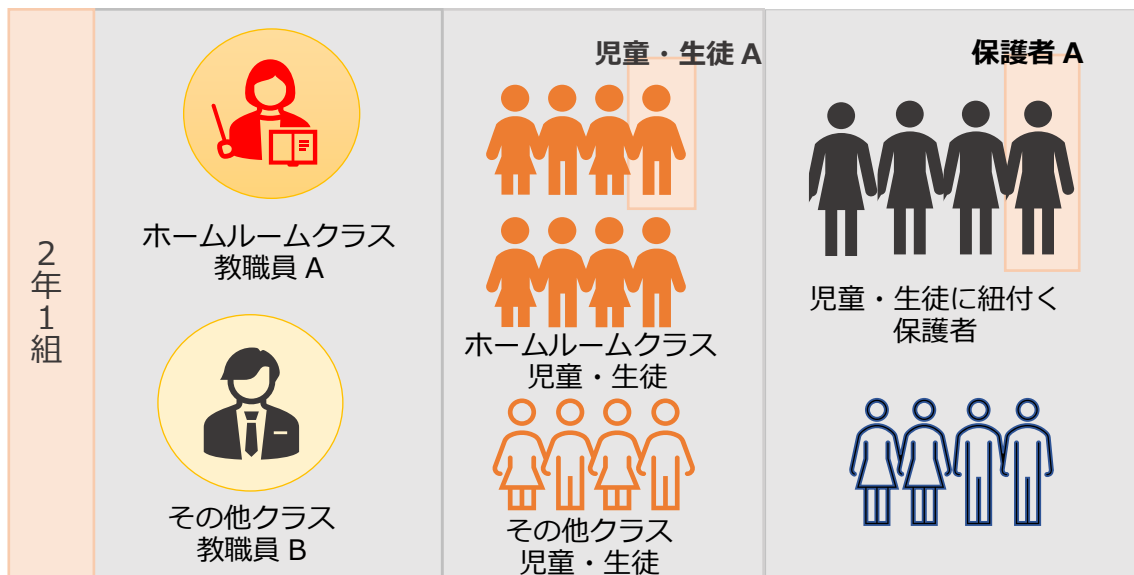 2年1組
ホームルームクラス
教職員 A
その他クラス
教職員 B
児童・生徒 A
ホームルームクラス
児童・生徒
その他クラス
児童・生徒
保護者 A
児童・生徒に紐付く
保護者